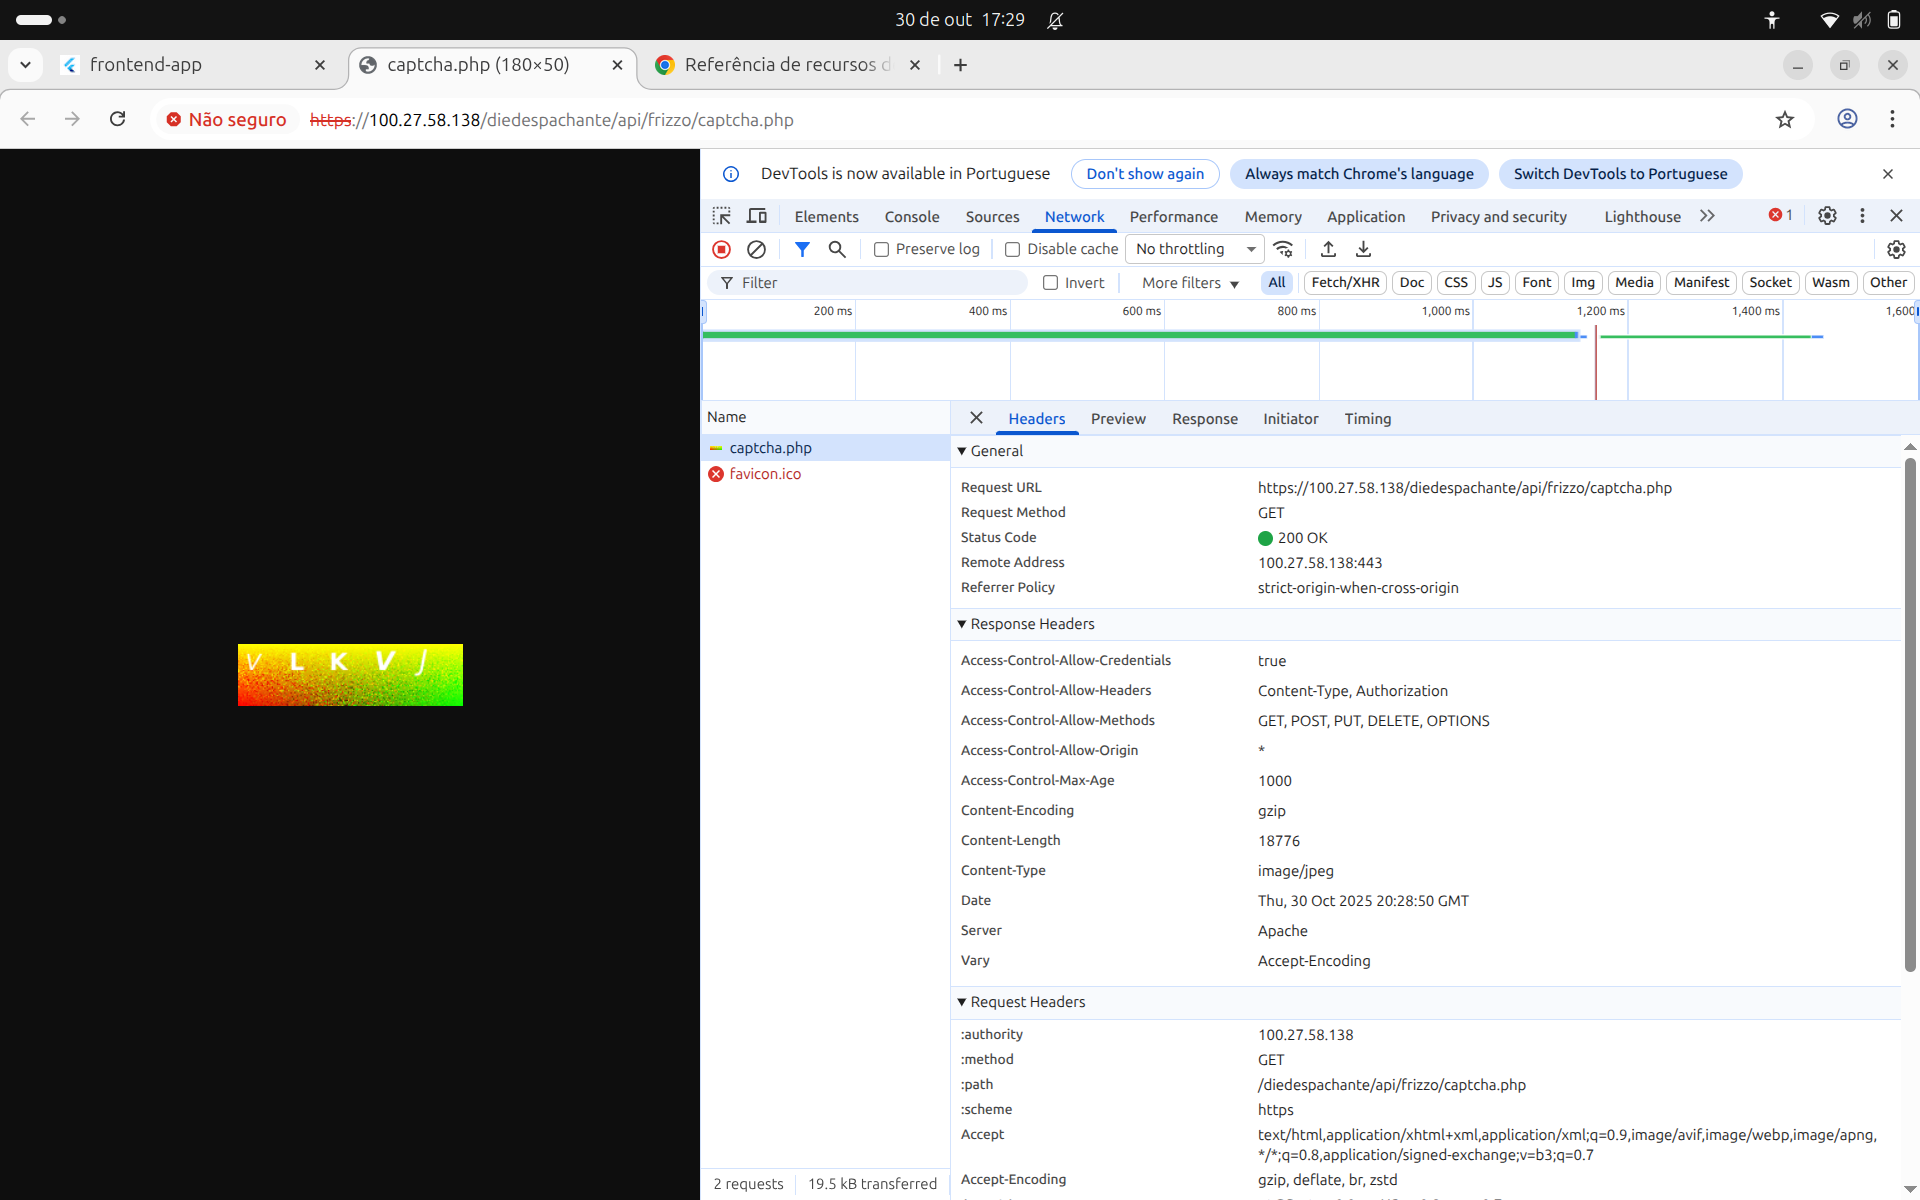 30 de out 17:29
frontend-app
captcha.php (180×50)
Referência de recursos d
Não seguro https://100.27.58.138/diedespachante/api/frizzo/captcha.php
V L K V J
DevTools is now available in Portuguese Don't show again Always match Chrome's language Switch DevTools to Portuguese
Elements Console Sources Network Performance Memory Application Privacy and security Lighthouse 1
Preserve log Disable cache No throttling
Filter Invert More filters All Fetch/XHR Doc CSS JS Font Img Media Manifest Socket Wasm Other
200 ms 400 ms 600 ms 800 ms 1,000 ms 1,200 ms 1,400 ms 1,600
Name
captcha.php
favicon.ico
Headers Preview Response Initiator Timing
General
Request URL https://100.27.58.138/diedespachante/api/frizzo/captcha.php
Request Method GET
Status Code 200 OK
Remote Address 100.27.58.138:443
Referrer Policy strict-origin-when-cross-origin
Response Headers
Access-Control-Allow-Credentials true
Access-Control-Allow-Headers Content-Type, Authorization
Access-Control-Allow-Methods GET, POST, PUT, DELETE, OPTIONS
Access-Control-Allow-Origin *
Access-Control-Max-Age 1000
Content-Encoding gzip
Content-Length 18776
Content-Type image/jpeg
Date Thu, 30 Oct 2025 20:28:50 GMT
Server Apache
Vary Accept-Encoding
Request Headers
:authority 100.27.58.138
:method GET
:path /diedespachante/api/frizzo/captcha.php
:scheme https
Accept text/html,application/xhtml+xml,application/xml;q=0.9,image/avif,image/webp,image/apng,
*/*;q=0.8,application/signed-exchange;v=b3;q=0.7
Accept-Encoding gzip, deflate, br, zstd
2 requests 19.5 kB transferred